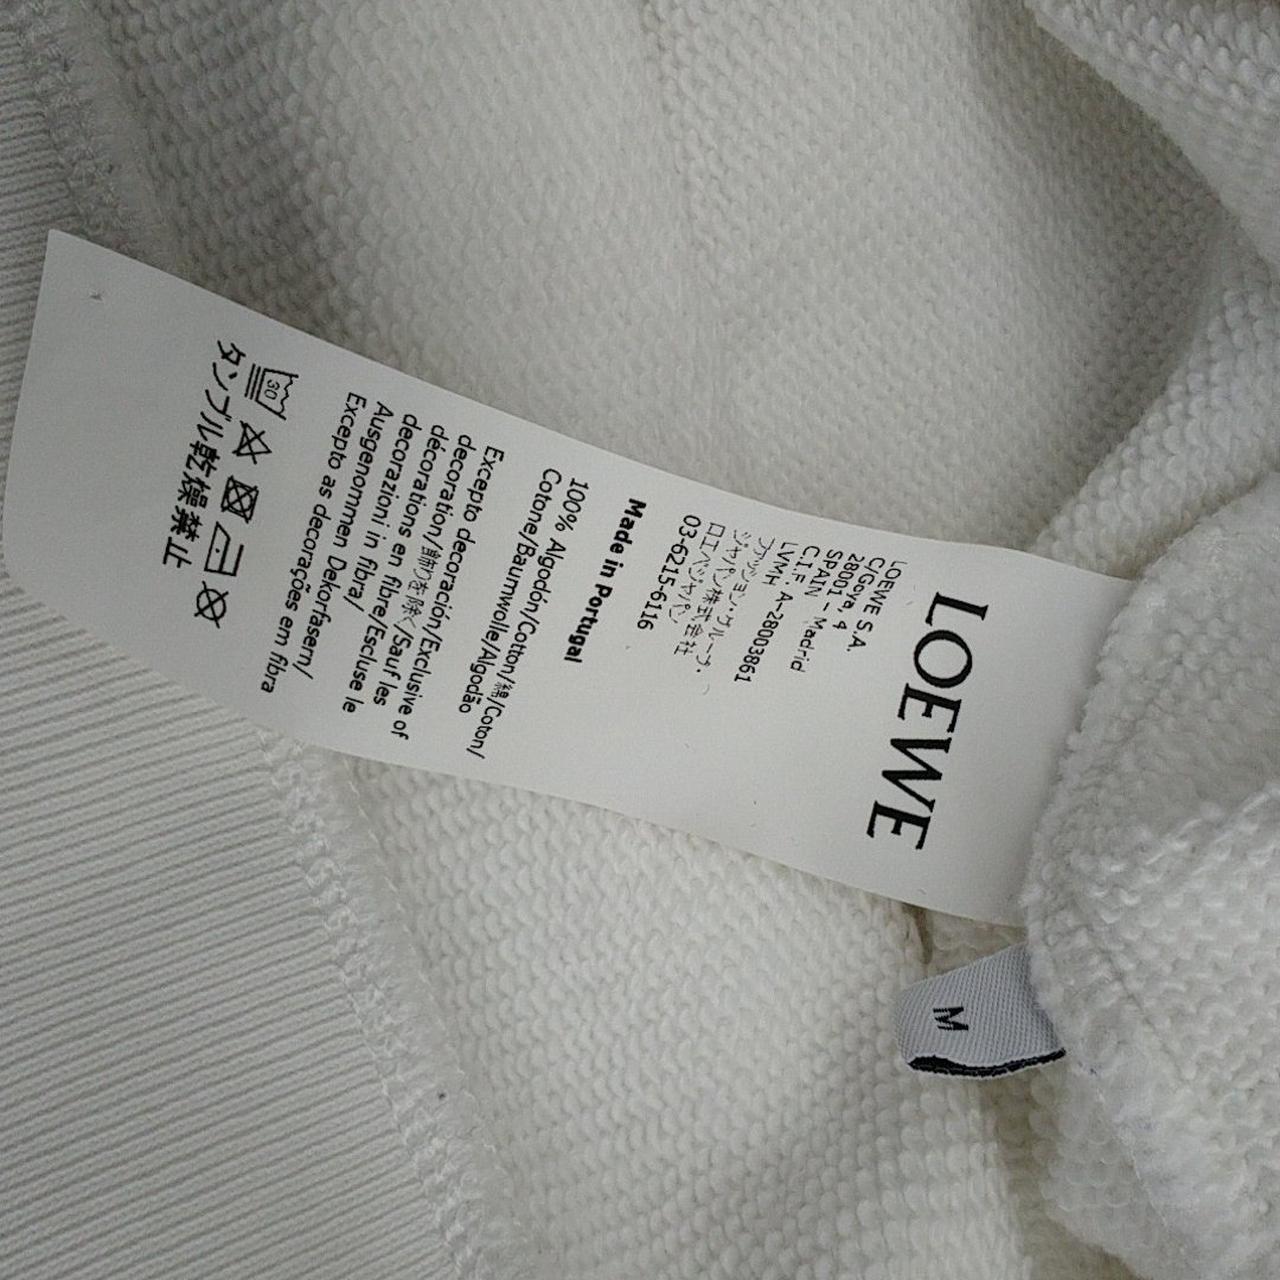 LOEWE
LOEWE S.A.
C/Goya, 4
28001 - Madrid
SPAIN
C.I.F. A-28003861
LVMH
ファッション・グループ・
ジャパン株式会社
ロエベジャパン
03-6215-6116
Made in Portugal
100% Algodón/Cotton/綿/Coton/
Cotone/Baumwolle/Algodão
Excepto decoración/Exclusive of
decoration/飾り を除く/Sauf les
décorations en fibre/Escluse le
decorazioni in fibra/
Ausgenommen Dekorfasern/
Excepto as decorações em fibra
30
タンブル乾燥禁止
M